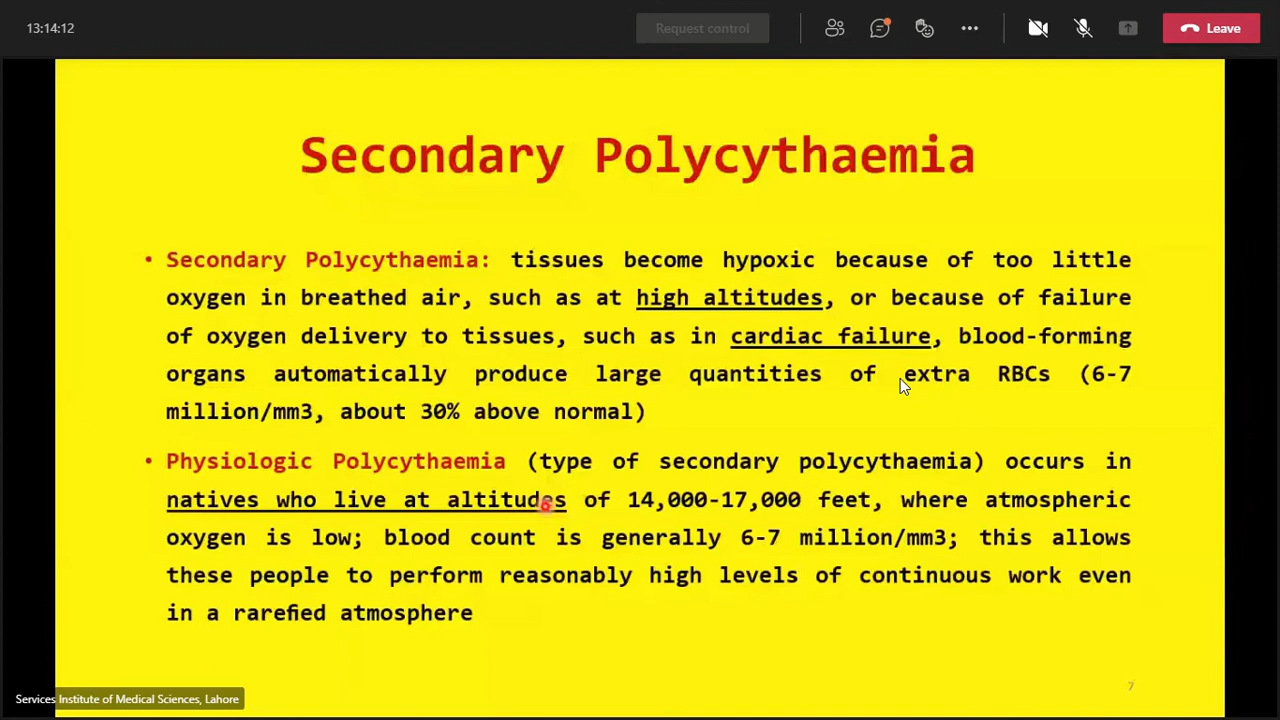 13:14:12
Request control
Leave
Secondary Polycythaemia
• Secondary Polycythaemia: tissues become hypoxic because of too little
oxygen in breathed air, such as at high altitudes, or because of failure
of oxygen delivery to tissues, such as in cardiac failure, blood-forming
organs automatically produce large quantities of extra RBCs (6-7
million/mm3, about 30% above normal)
• Physiologic Polycythaemia (type of secondary polycythaemia) occurs in
natives who live at altitudes of 14,000-17,000 feet, where atmospheric
oxygen is low; blood count is generally 6-7 million/mm3; this allows
these people to perform reasonably high levels of continuous work even
in a rarefied atmosphere
7
Services Institute of Medical Sciences, Lahore